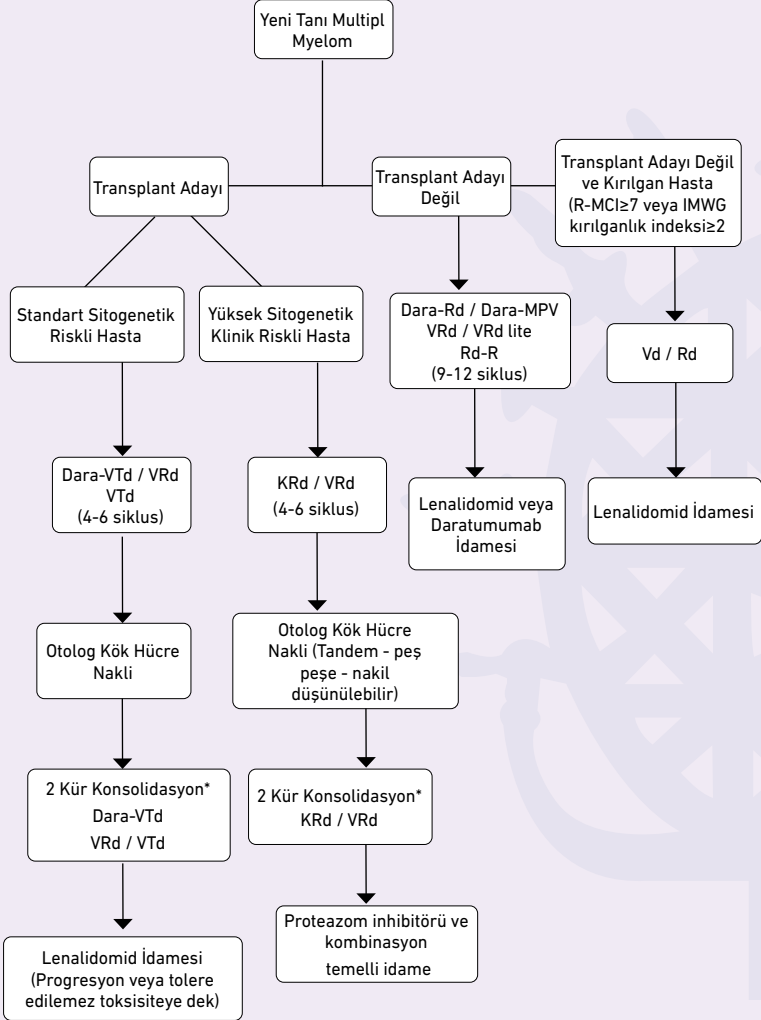 Yeni Tanı Multipl
Myelom
Transplant Adayı
Transplant Adayı
Değil
Transplant Adayı Değil
ve Kırılgan Hasta
(R-MCI≥7 veya IMWG
kırılganlık indeksi≥2
Standart Sitogenetik
Riskli Hasta
Yüksek Sitogenetik
Klinik Riskli Hasta
Dara-Rd / Dara-MPV
VRd / VRd lite
Rd-R
(9-12 siklus)
Vd / Rd
Dara-VTd / VRd
VTd
(4-6 siklus)
KRd / VRd
(4-6 siklus)
Lenalidomid veya
Daratumumab
İdamesi
Lenalidomid İdamesi
Otolog Kök Hücre
Nakli
Otolog Kök Hücre
Nakli (Tandem - peş
peşe - nakil
düşünülebilir)
2 Kür Konsolidasyon*
Dara-VTd
VRd / VTd
2 Kür Konsolidasyon*
KRd / VRd
Lenalidomid İdamesi
(Progresyon veya tolere
edilemez toksisiteye dek)
Proteazom inhibitörü ve
kombinasyon
temelli idame